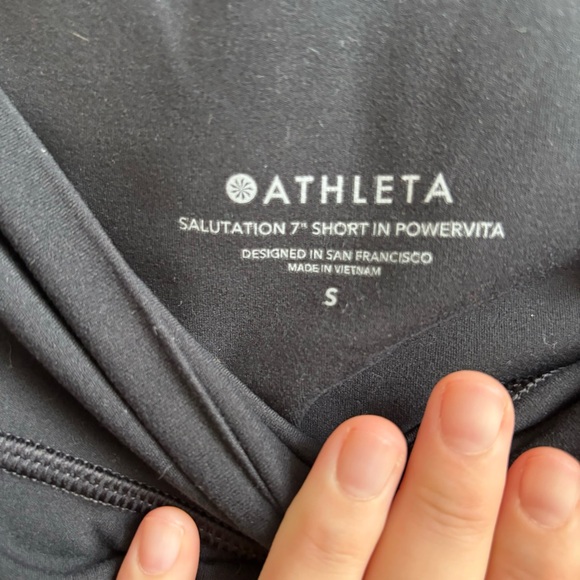 ATHLETA
SALUTATION 7" SHORT IN POWERVITA
DESIGNED IN SAN FRANCISCO
MADE IN VIETNAM
S